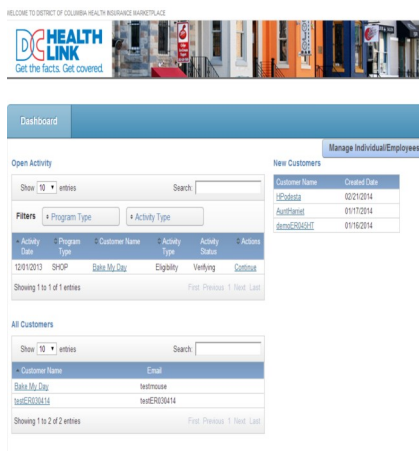 WELCOME TO DISTRICT OF COLUMBIA HEALTH INSURANCE MARKETPLACE
DC HEALTH LINK
Get the facts. Get covered.
Dashboard
Manage Individual/Employees
Open Activity
Show 10 entries Search:
Filters Program Type Activity Type
Activity Date Program Type Customer Name Activity Type Activity Status Actions
12/01/2013 SHOP Bake My Day Eligibility Verifying Continue
Showing 1 to 1 of 1 entries First Previous 1 Next Last
New Customers
Customer Name Created Date
HPodesta 02/21/2014
AuntHarriet 01/17/2014
demoER045HT 01/16/2014
All Customers
Show 10 entries Search:
Customer Name Email
Bake My Day testmouse
testER030414 testER030414
Showing 1 to 2 of 2 entries First Previous 1 Next Last